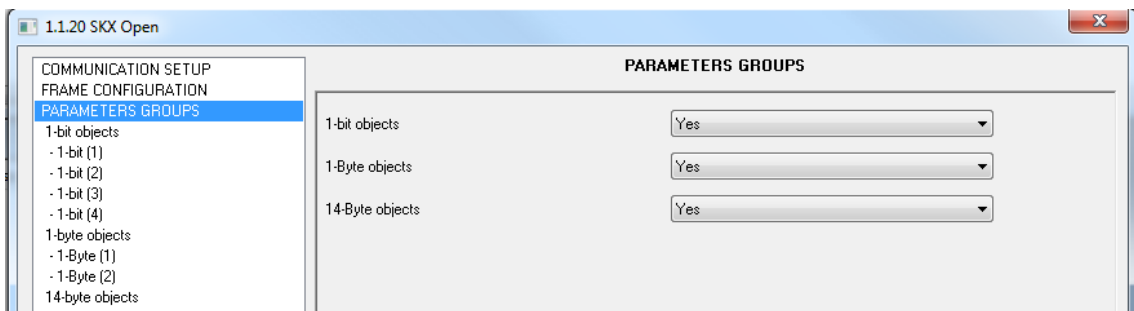 1.1.20 SKX Open
COMMUNICATION SETUP
FRAME CONFIGURATION
PARAMETERS GROUPS
1-bit objects
- 1-bit (1)
- 1-bit (2)
- 1-bit (3)
- 1-bit (4)
1-byte objects
- 1-Byte (1)
- 1-Byte (2)
14-byte objects
PARAMETERS GROUPS
1-bit objects Yes
1-Byte objects Yes
14-Byte objects Yes